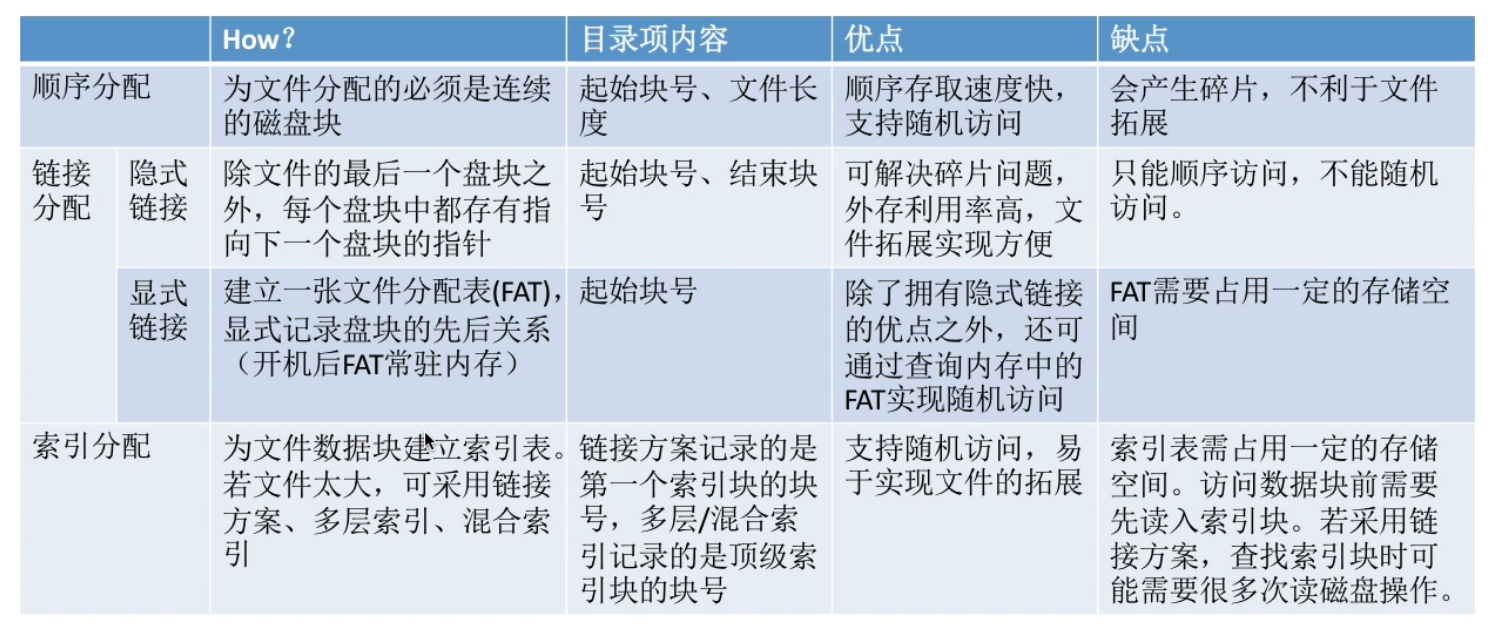 How？
目录项内容
优点
缺点
顺序分配
为文件分配的必须是连续
的磁盘块
起始块号、文件长
度
顺序存取速度快，
支持随机访问
会产生碎片，不利于文件
拓展
链接
分配
隐式
链接
除文件的最后一个盘块之
外，每个盘块中都存有指
向下一个盘块的指针
起始块号、结束块
号
可解决碎片问题，
外存利用率高，文
件拓展实现方便
只能顺序访问，不能随机
访问。
显式
链接
建立一张文件分配表(FAT)，
显式记录盘块的先后关系
（开机后FAT常驻内存）
起始块号
除了拥有隐式链接
的优点之外，还可
通过查询内存中的
FAT实现随机访问
FAT需要占用一定的存储空
间
索引分配
为文件数据块建立索引表。
若文件太大，可采用链接
方案、多层索引、混合索
引
链接方案记录的是
第一个索引块的块
号，多层/混合索
引记录的是顶级索
引块的块号
支持随机访问，易
于实现文件的拓展
索引表需占用一定的存储
空间。访问数据块前需要
先读入索引块。若采用链
接方案，查找索引块时可
能需要很多次读磁盘操作。